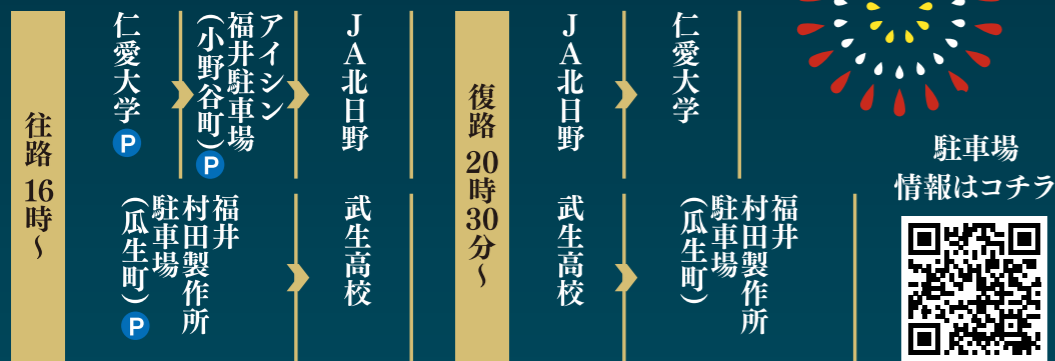 往路 16時～
仁愛大学 P
アイシン
福井駐車場
(小野谷町) P
JA北日野
福井
村田製作所
駐車場
(瓜生町) P
武生高校
復路 20時30分～
JA北日野
仁愛大学
武生高校
福井
村田製作所
駐車場
(瓜生町)
駐車場
情報はコチラ